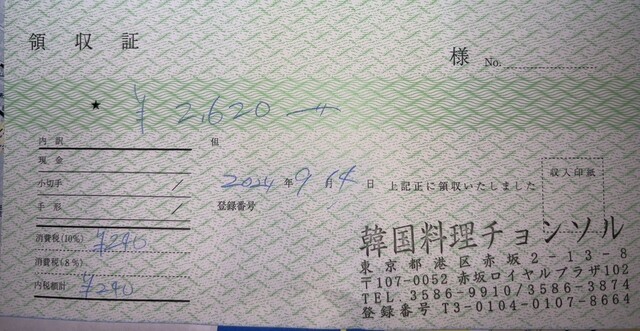 領収証
様 No.
★ ￥2,620
内訳 但
現金
小切手 /
2024年9月14日 上記正に領収いたしました
収入印紙
手形 /
登録番号
消費税(10%) ￥240
消費税(8%)
内税額計 ￥240
韓国料理チョンソル
東京都港区赤坂2-13-8
〒107-0052 赤坂ロイヤルプラザ102
TEL.3586-9910/3586-3874
登録番号 T3-0104-0107-8664